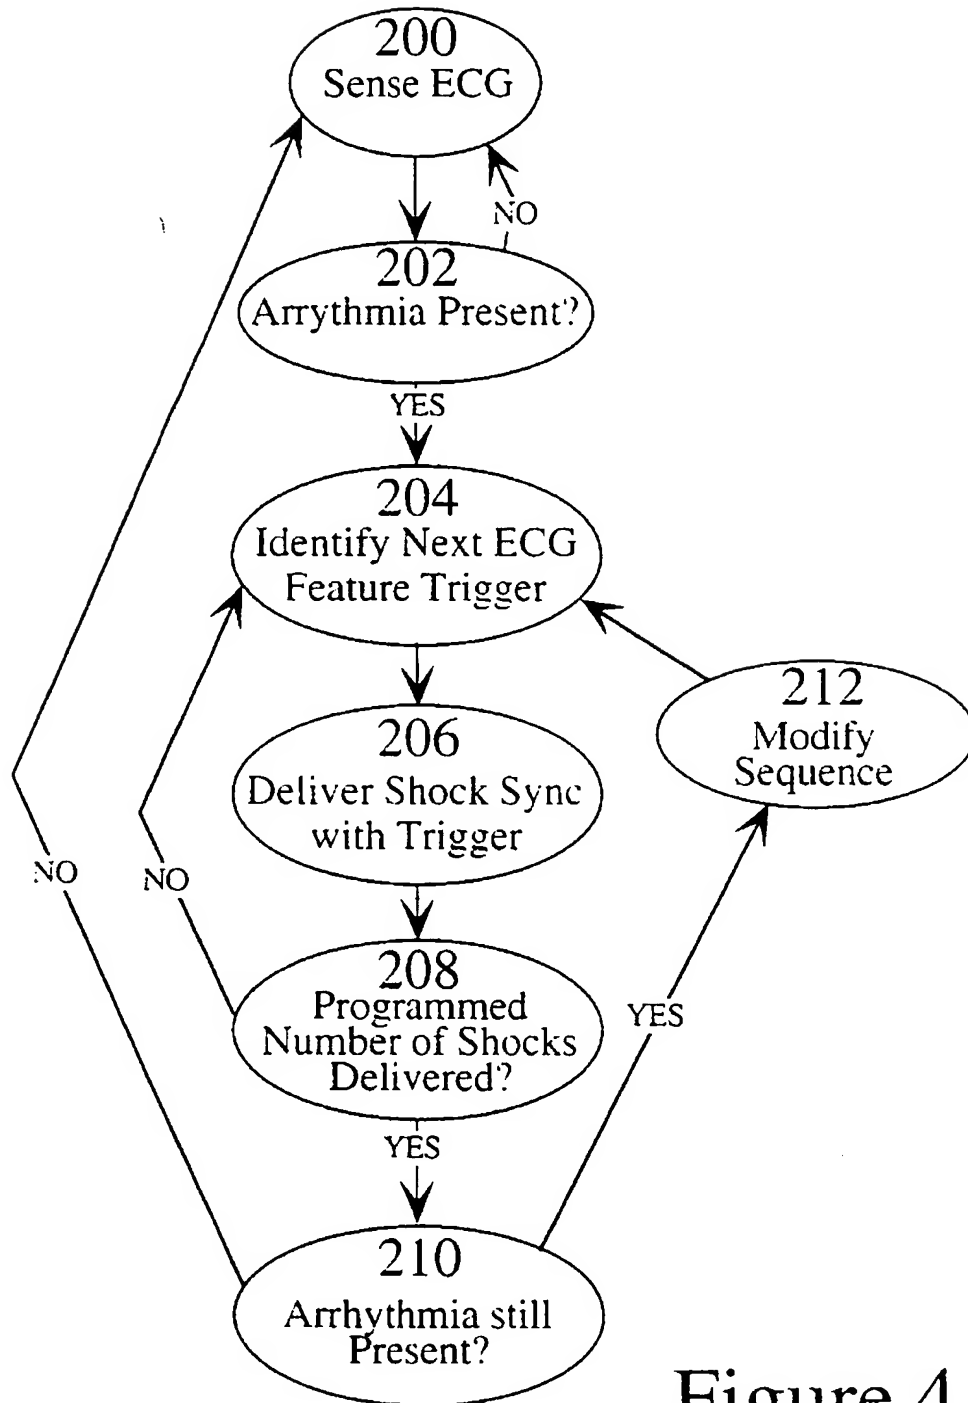 200
Sense ECG
NO
202
Arrythmia Present?
YES
204
Identify Next ECG
Feature Trigger
212
Modify
Sequence
206
Deliver Shock Sync
with Trigger
NO
NO
208
Programmed
Number of Shocks
Delivered?
YES
YES
210
Arrhythmia still
Present?
Figure 4